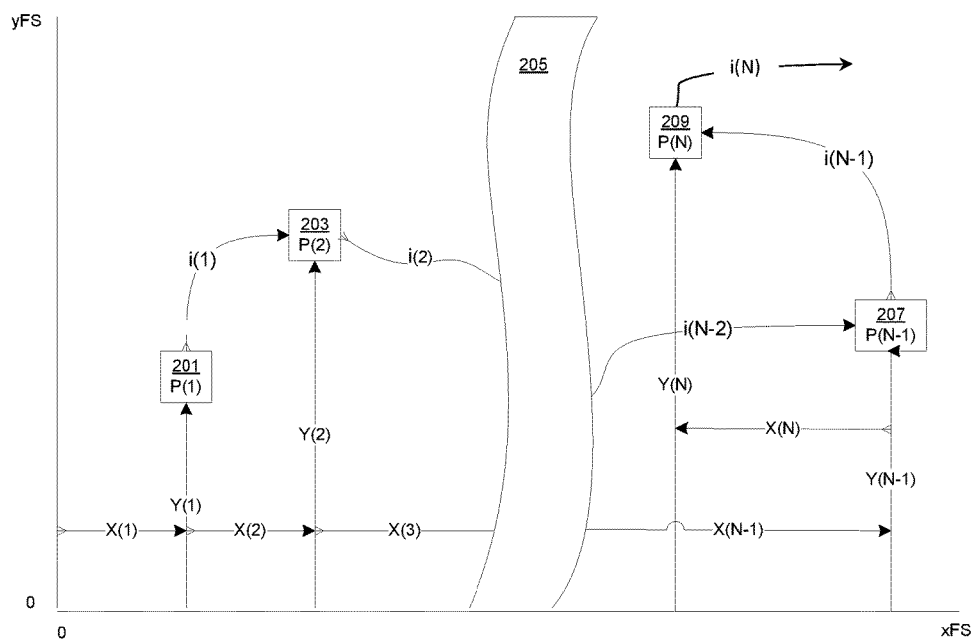 yFS
205
i(N)
209
P(N)
i(N-1)
203
P(2)
i(1)
i(2)
207
P(N-1)
i(N-2)
201
P(1)
Y(N)
Y(2)
X(N)
Y(N-1)
Y(1)
X(1)
X(2)
X(3)
X(N-1)
0
0
xFS